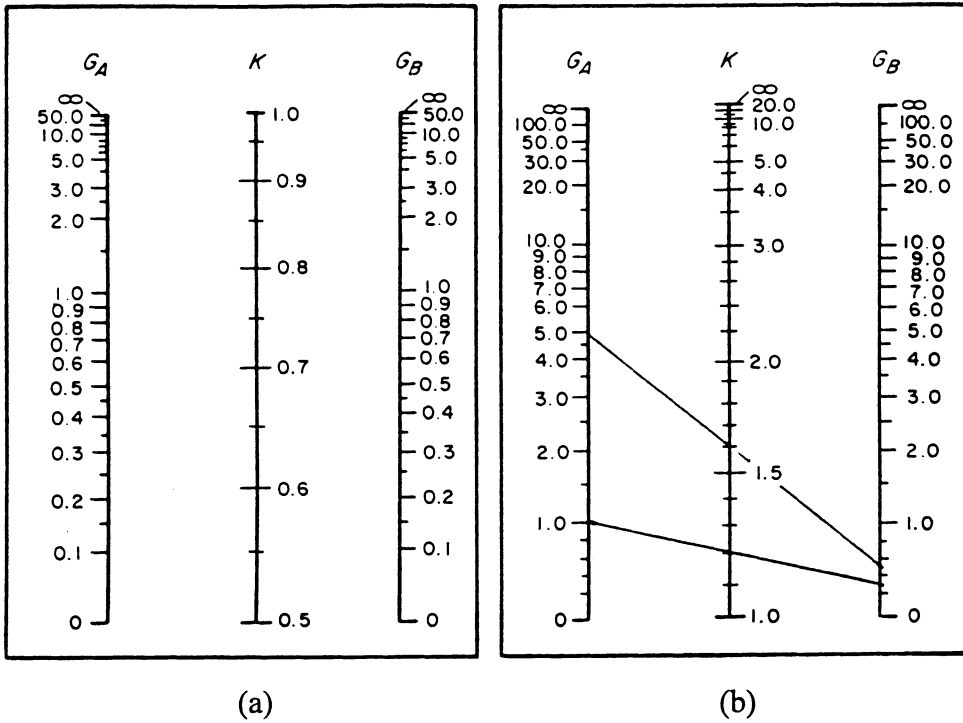 G_A K G_B
∞ ∞
50.0 1.0 50.0
10.0 10.0
5.0 0.9 5.0
3.0 3.0
2.0 2.0
0.8
1.0 1.0
0.9 0.9
0.8 0.8
0.7 0.7
0.6 0.7 0.6
0.5 0.5
0.4 0.4
0.3 0.3
0.6
0.2 0.2
0.1 0.1
0 0.5 0
(a)
G_A K G_B
∞ ∞ ∞
20.0
100.0 10.0 100.0
50.0 50.0
30.0 5.0 30.0
20.0 4.0 20.0
10.0 3.0 10.0
9.0 9.0
8.0 8.0
7.0 7.0
6.0 6.0
5.0 5.0
4.0 2.0 4.0
3.0 3.0
2.0 2.0
1.5
1.0 1.0
0 1.0 0
(b)